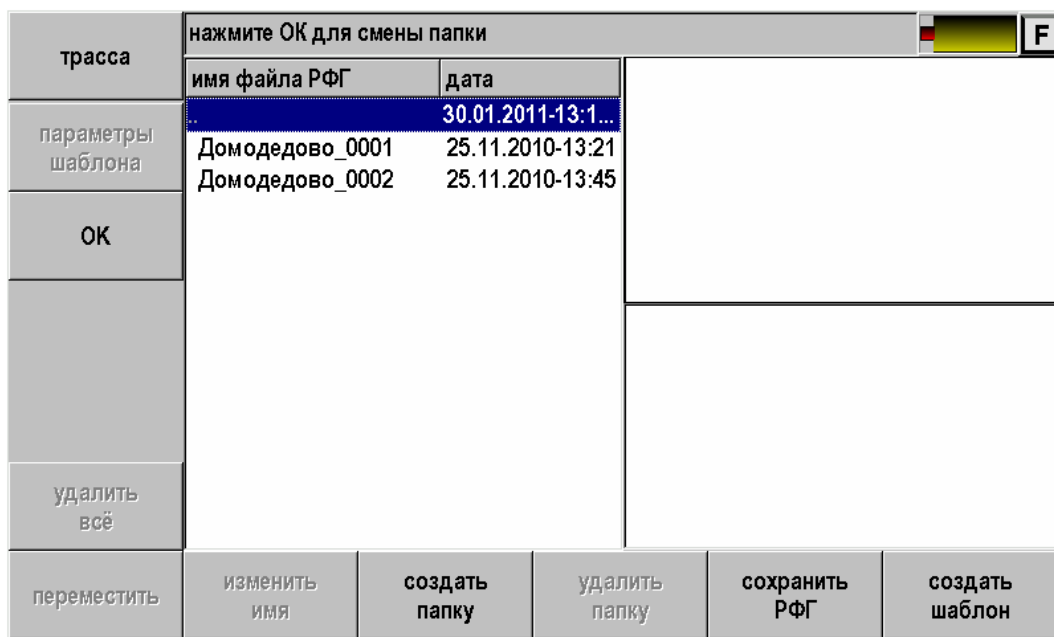 трасса
нажмите ОК для смены папки
F
имя файла РФГ
дата
..
30.01.2011-13:1...
параметры
шаблона
Домодедово_0001
25.11.2010-13:21
Домодедово_0002
25.11.2010-13:45
ОК
удалить
всё
переместить
изменить
имя
создать
папку
удалить
папку
сохранить
РФГ
создать
шаблон